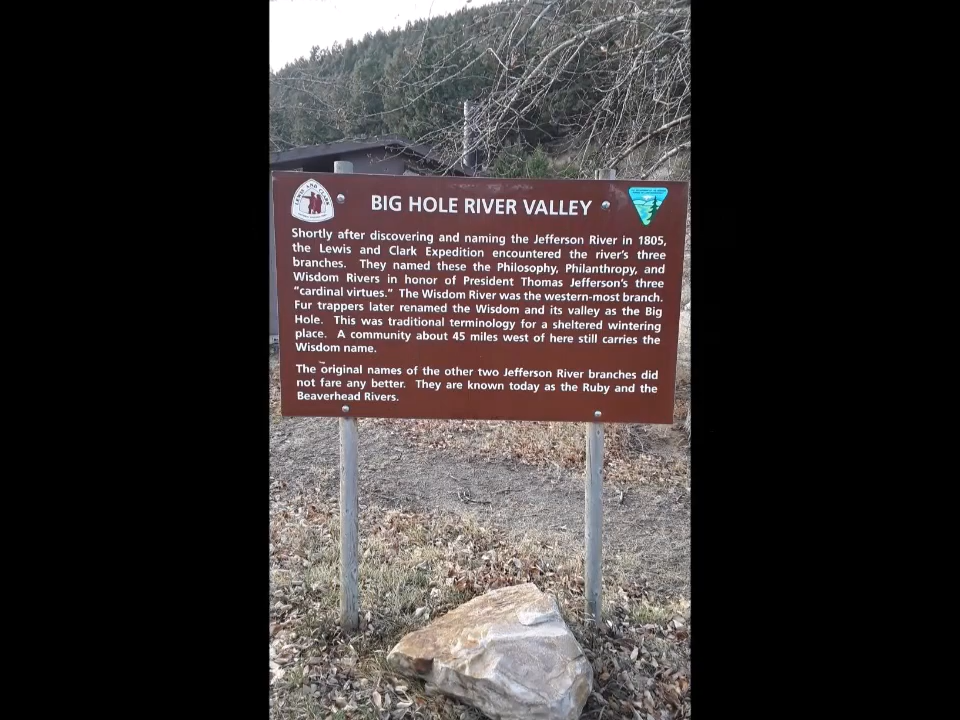 LEWIS AND CLARK
BIG HOLE RIVER VALLEY
Shortly after discovering and naming the Jefferson River in 1805,
the Lewis and Clark Expedition encountered the river's three
branches. They named these the Philosophy, Philanthropy, and
Wisdom Rivers in honor of President Thomas Jefferson's three
"cardinal virtues." The Wisdom River was the western-most branch.
Fur trappers later renamed the Wisdom and its valley as the Big
Hole. This was traditional terminology for a sheltered wintering
place. A community about 45 miles west of here still carries the
Wisdom name.
The original names of the other two Jefferson River branches did
not fare any better. They are known today as the Ruby and the
Beaverhead Rivers.